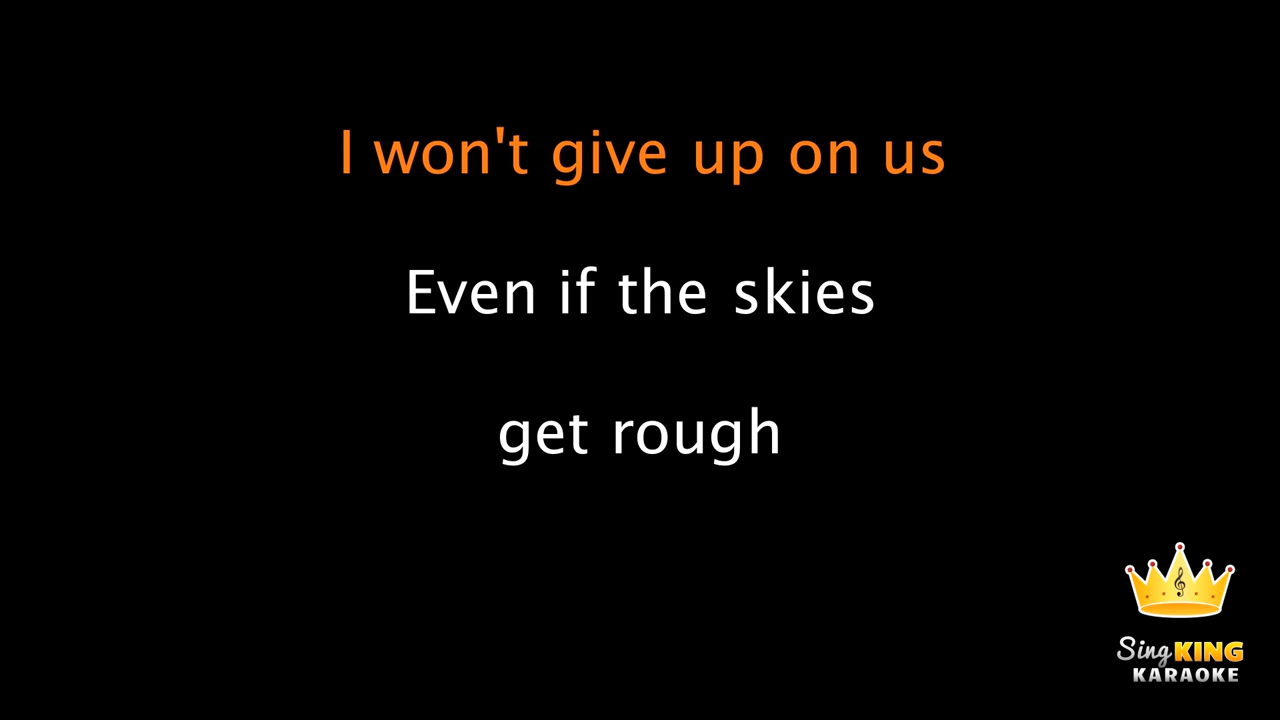 I won't give up on us
Even if the skies
get rough
Sing KING
KARAOKE